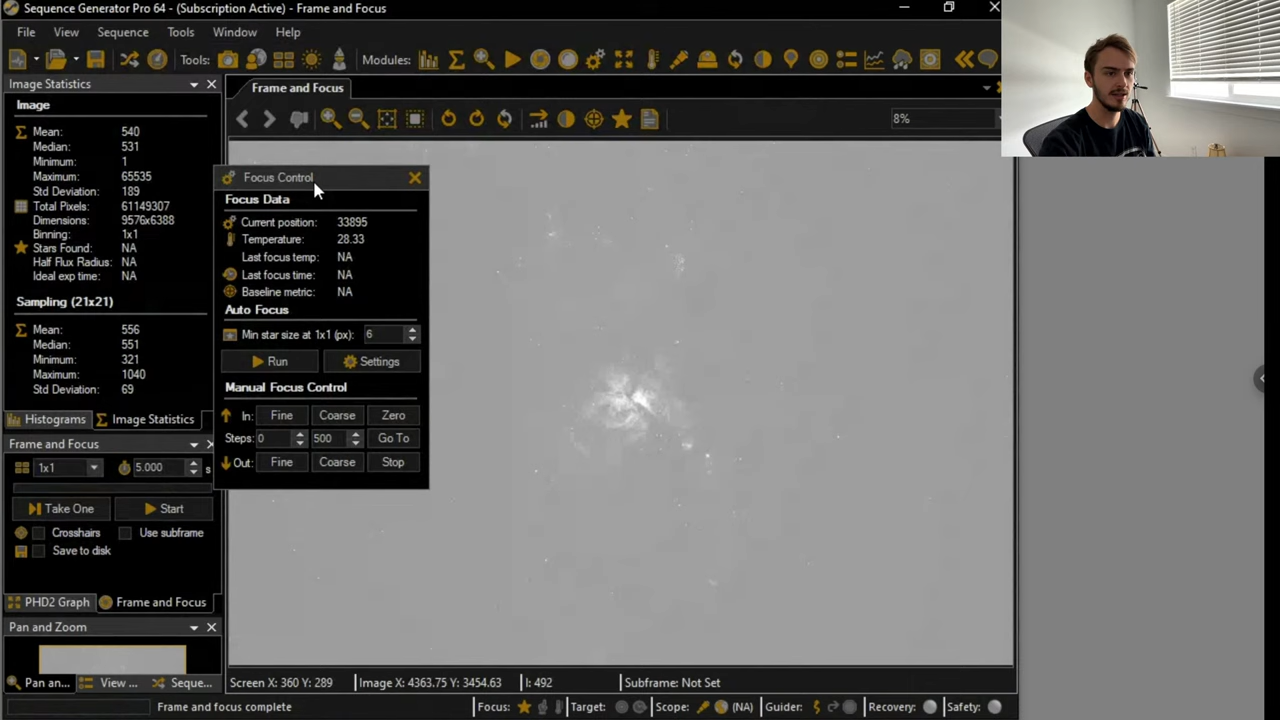 Sequence Generator Pro 64 - (Subscription Active) - Frame and Focus
File View Sequence Tools Window Help
Tools: Modules:
Image Statistics
Image
Mean: 540
Median: 531
Minimum: 1
Maximum: 65535
Std Deviation: 189
Total Pixels: 61149307
Dimensions: 9576x6388
Binning: 1x1
Stars Found: NA
Half Flux Radius: NA
Ideal exp time: NA
Sampling (21x21)
Mean: 556
Median: 551
Minimum: 321
Maximum: 1040
Std Deviation: 69
Histograms Image Statistics
Frame and Focus
1x1 5.000 s
Take One Start
Crosshairs Use subframe
Save to disk
PHD2 Graph Frame and Focus
Pan and Zoom
Pan an... View ... Seque...
Frame and Focus
8%
Focus Control
Focus Data
Current position: 33895
Temperature: 28.33
Last focus temp: NA
Last focus time: NA
Baseline metric: NA
Auto Focus
Min star size at 1x1 (px): 6
Run Settings
Manual Focus Control
In: Fine Coarse Zero
Steps: 0 500 Go To
Out: Fine Coarse Stop
Screen X: 360 Y: 289 Image X: 4363.75 Y: 3454.63 I: 492 Subframe: Not Set
Frame and focus complete Focus: Target: Scope: (NA) Guider: Recovery: Safety: